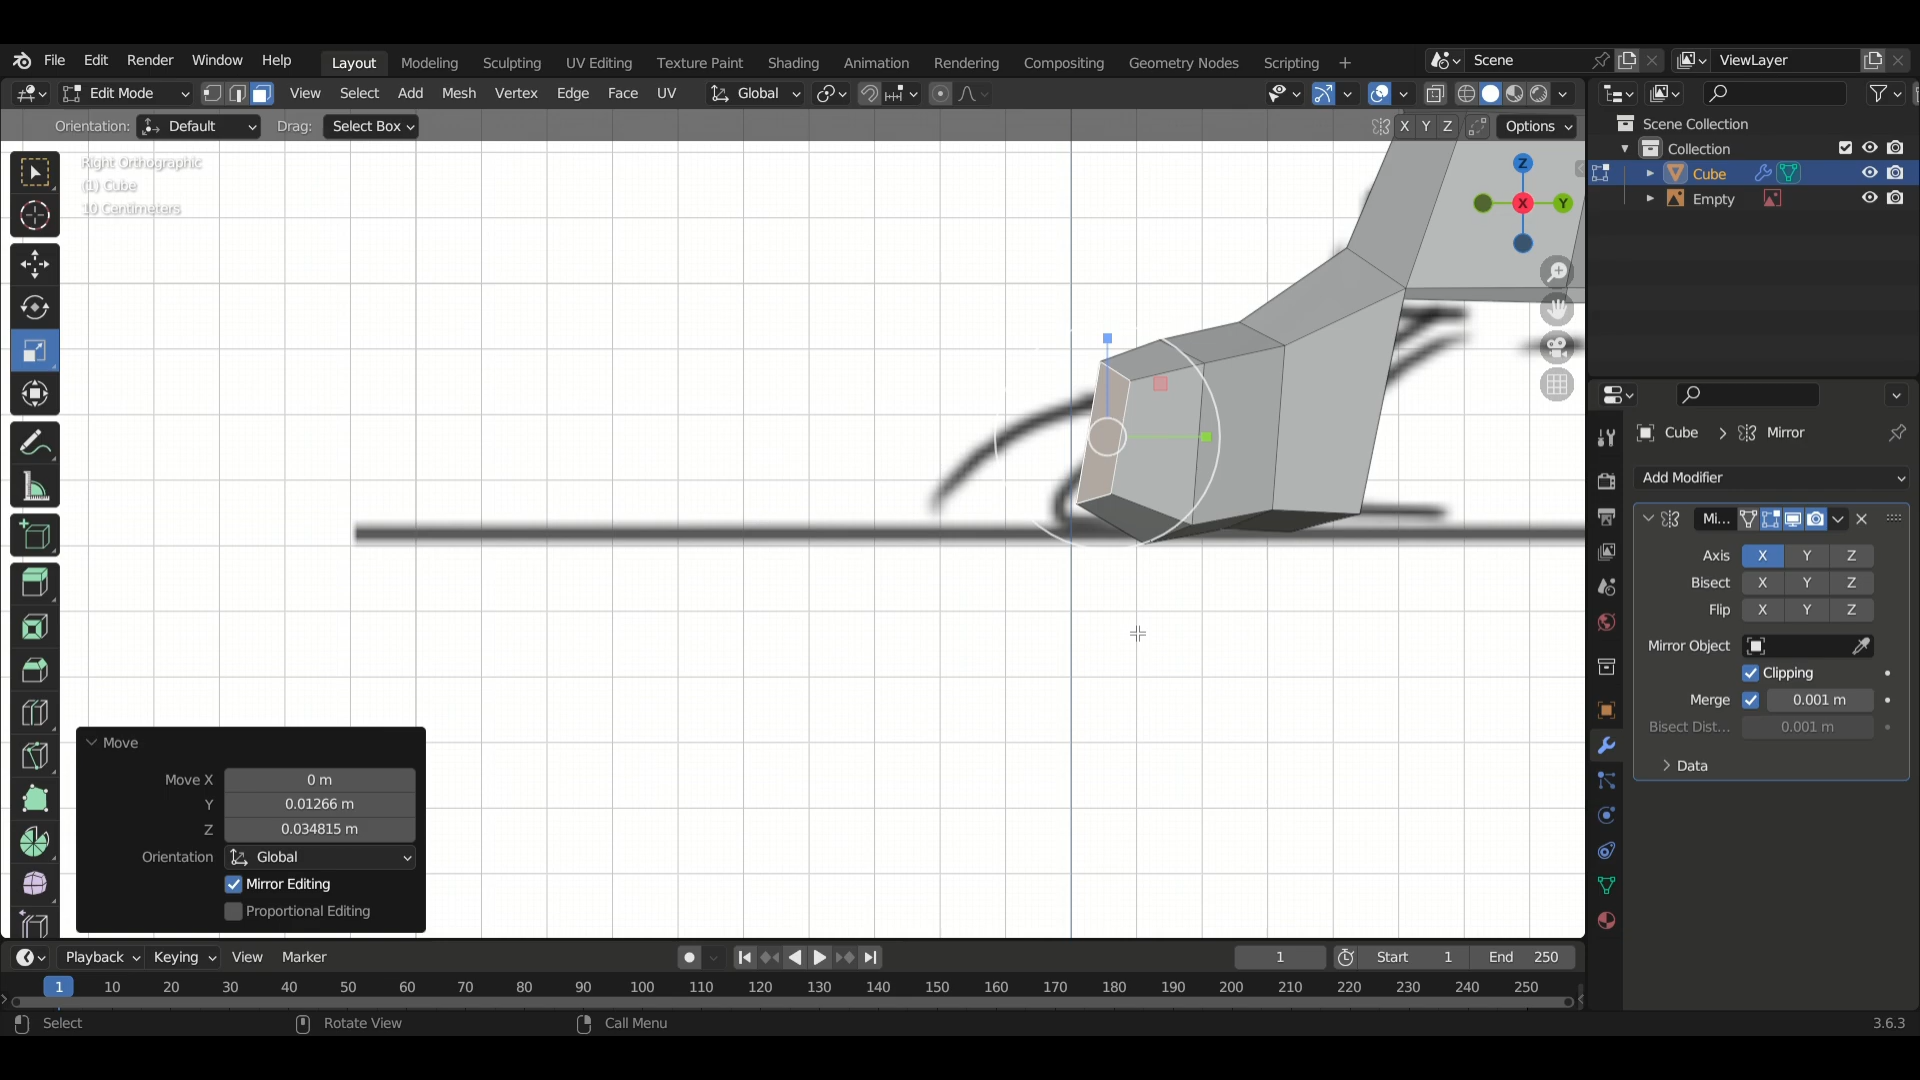 File Edit Render Window Help Layout Modeling Sculpting UV Editing Texture Paint Shading Animation Rendering Compositing Geometry Nodes Scripting + Scene ViewLayer
Edit Mode View Select Add Mesh Vertex Edge Face UV Global
Orientation: Default Drag: Select Box X Y Z Options
Right Orthographic
(1) Cube
10 Centimeters
Z
X
Y
Scene Collection
Collection
Cube
Empty
Cube Mirror
Add Modifier
Mi...
Axis X Y Z
Bisect X Y Z
Flip X Y Z
Mirror Object
Clipping
Merge 0.001 m
Bisect Dist... 0.001 m
Data
Move
Move X 0 m
Y 0.01266 m
Z 0.034815 m
Orientation Global
Mirror Editing
Proportional Editing
Playback Keying View Marker 1 Start 1 End 250
1 10 20 30 40 50 60 70 80 90 100 110 120 130 140 150 160 170 180 190 200 210 220 230 240 250
Select Rotate View Call Menu 3.6.3